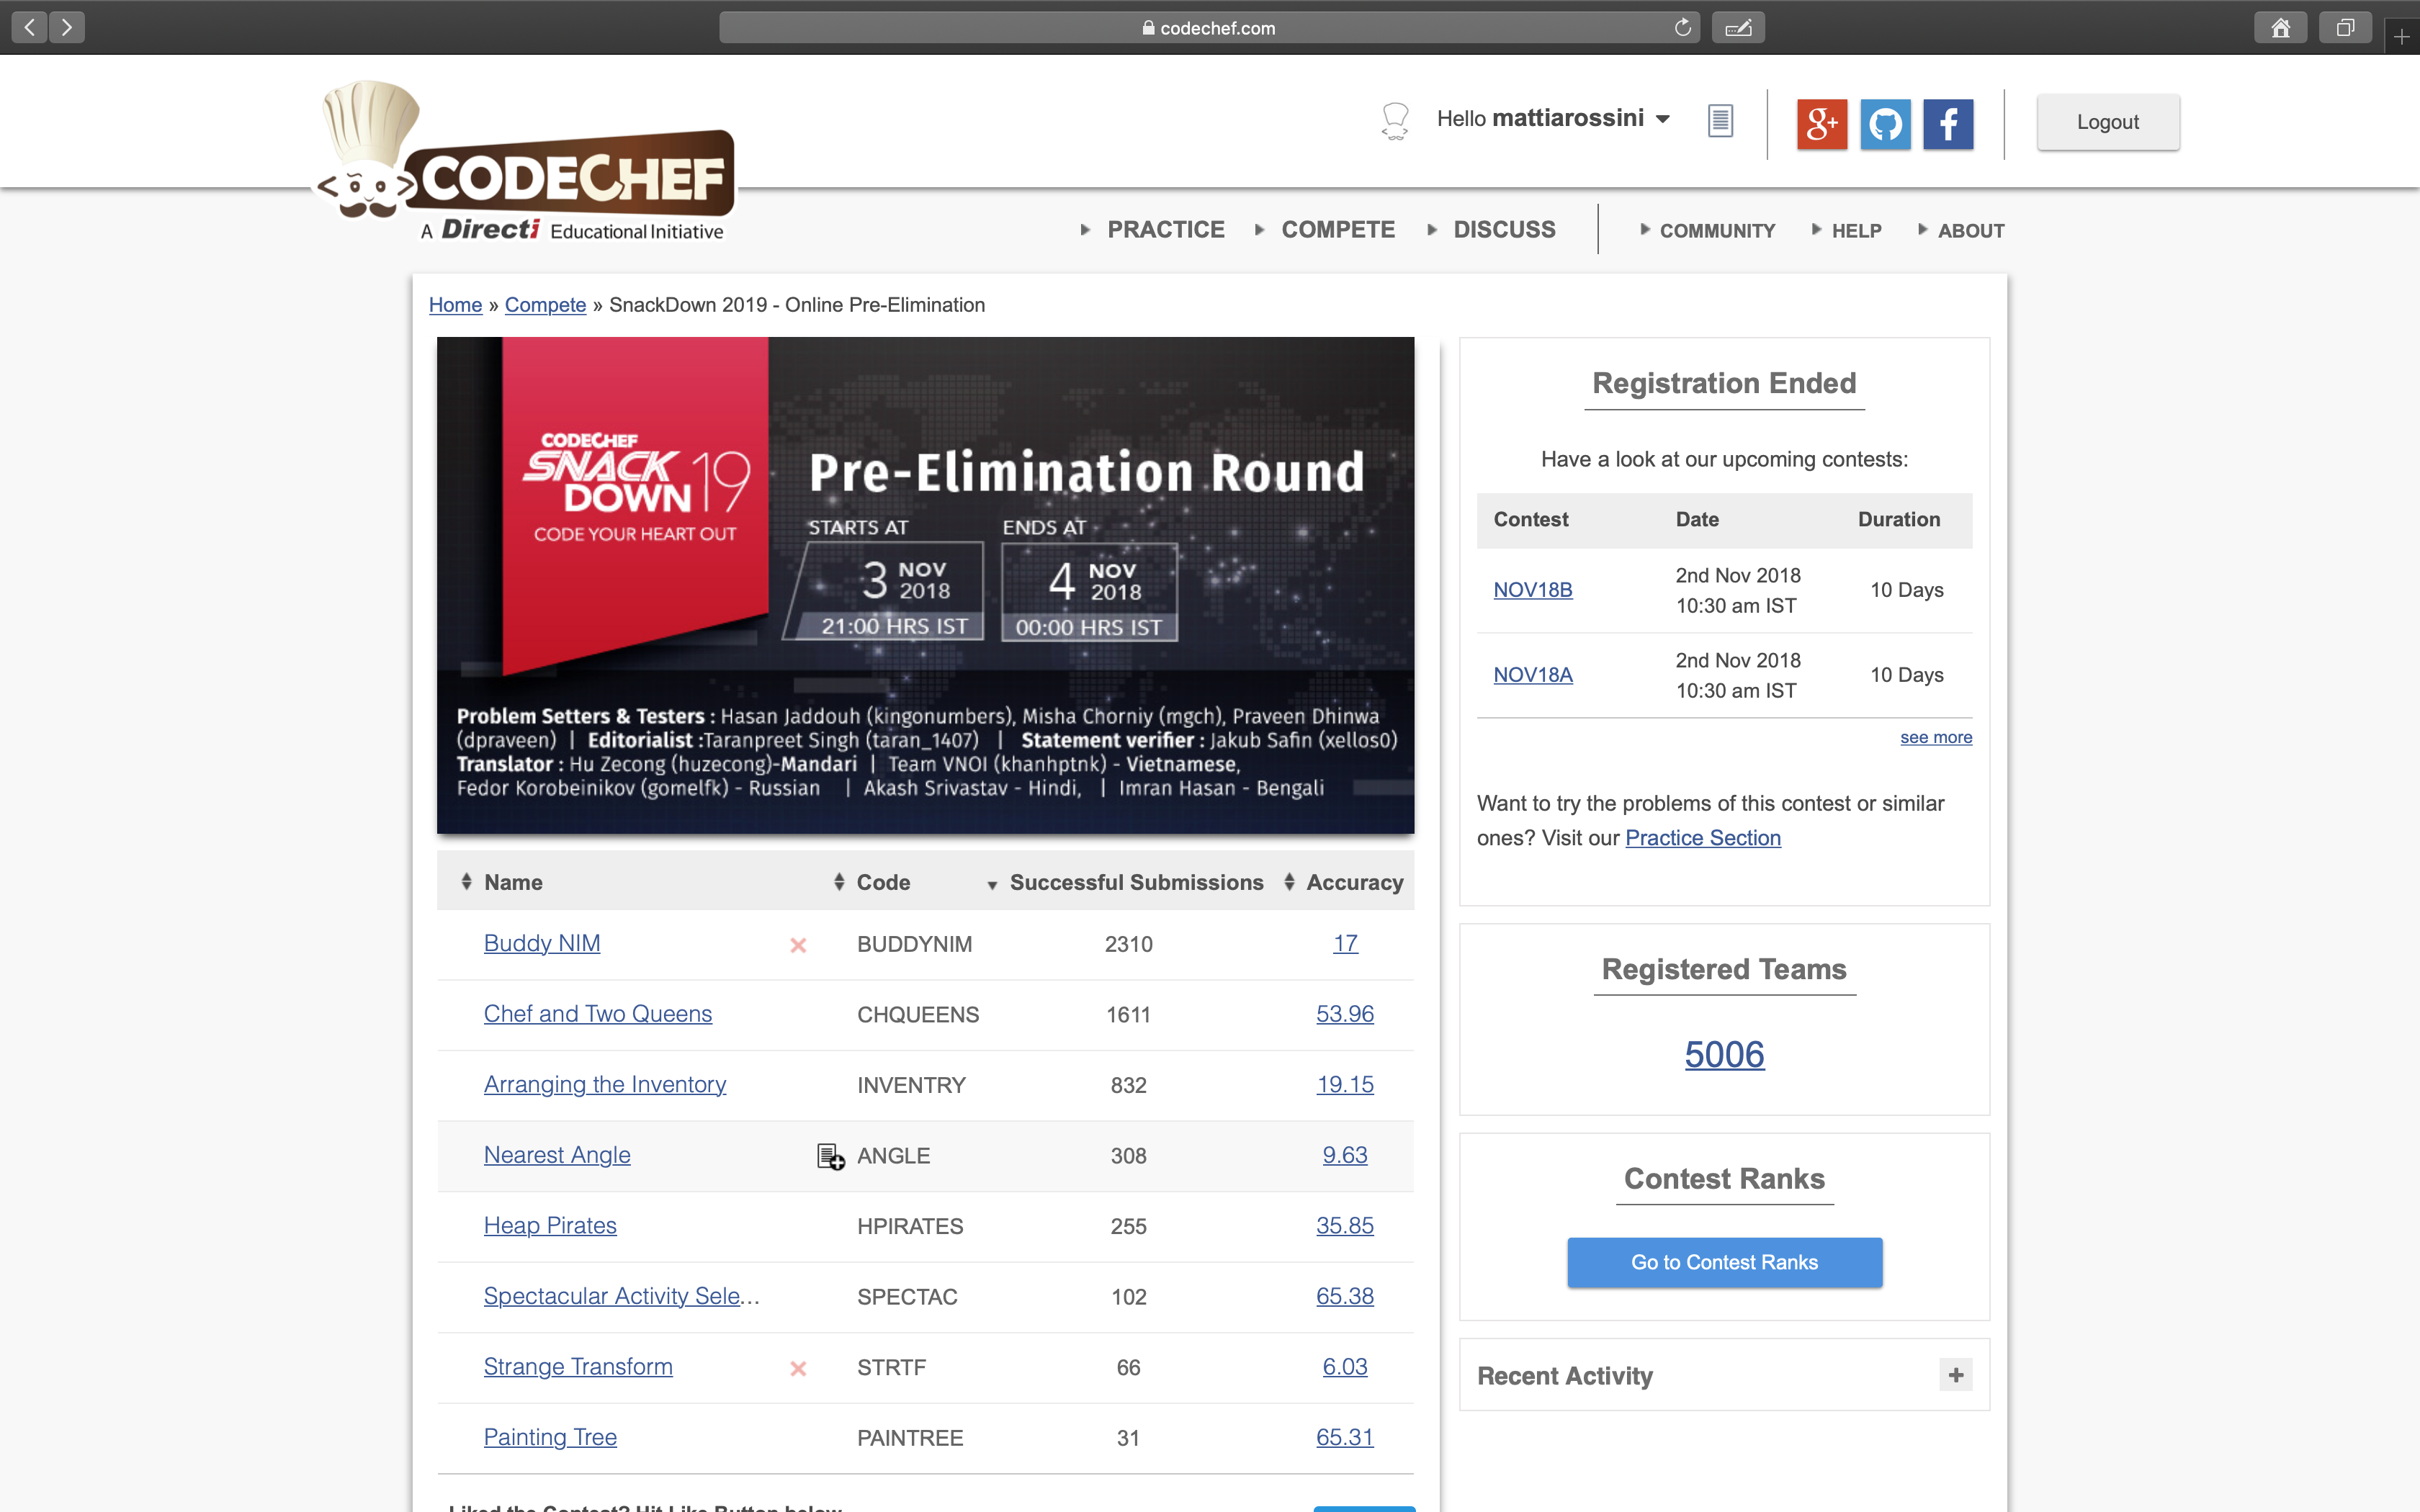 codechef.com
Hello mattiarossini
g+
f
Logout
CODECHEF
A Directi Educational Initiative
PRACTICE
COMPETE
DISCUSS
COMMUNITY
HELP
ABOUT
Home » Compete » SnackDown 2019 - Online Pre-Elimination
CODECHEF
SNACK
DOWN 19
CODE YOUR HEART OUT
Pre-Elimination Round
STARTS AT
3 NOV
2018
21:00 HRS IST
ENDS AT
4 NOV
2018
00:00 HRS IST
Problem Setters & Testers : Hasan Jaddouh (kingonumbers), Misha Chorniy (mgch), Praveen Dhinwa
(dpraveen) | Editorialist :Taranpreet Singh (taran_1407) | Statement verifier : Jakub Safin (xellos0)
Translator : Hu Zecong (huzecong)-Mandari | Team VNOI (khanhptnk) - Vietnamese,
Fedor Korobeinikov (gomelfk) - Russian | Akash Srivastav - Hindi, | Imran Hasan - Bengali
Name Code Successful Submissions Accuracy
Buddy NIM BUDDYNIM 2310 17
Chef and Two Queens CHQUEENS 1611 53.96
Arranging the Inventory INVENTRY 832 19.15
Nearest Angle ANGLE 308 9.63
Heap Pirates HPIRATES 255 35.85
Spectacular Activity Sele... SPECTAC 102 65.38
Strange Transform STRTF 66 6.03
Painting Tree PAINTREE 31 65.31
Liked the Contest? Hit Like Button below
Registration Ended
Have a look at our upcoming contests:
Contest Date Duration
NOV18B 2nd Nov 2018 10:30 am IST 10 Days
NOV18A 2nd Nov 2018 10:30 am IST 10 Days
see more
Want to try the problems of this contest or similar
ones? Visit our Practice Section
Registered Teams
5006
Contest Ranks
Go to Contest Ranks
Recent Activity